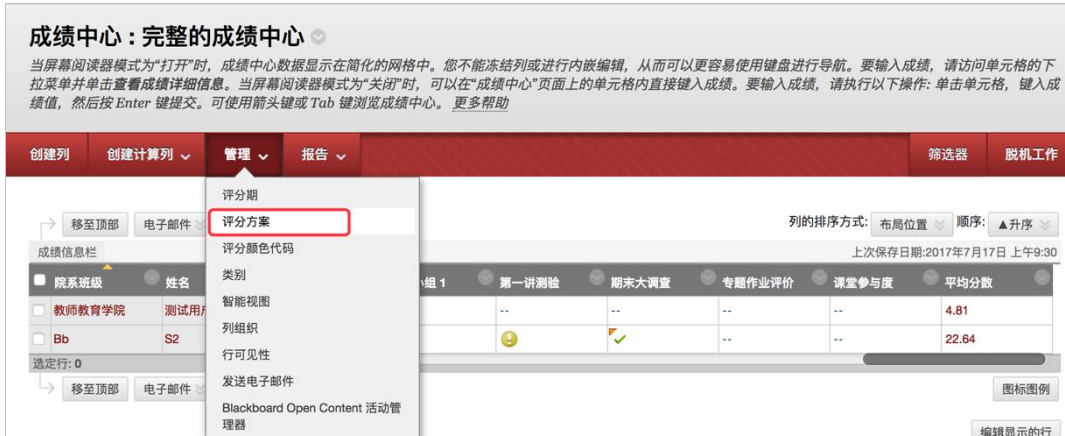 成绩中心 : 完整的成绩中心
当屏幕阅读器模式为“打开”时，成绩中心数据显示在简化的网格中。您不能冻结列或进行内嵌编辑，从而可以更容易使用键盘进行导航。要输入成绩，请访问单元格的下
拉菜单并单击查看成绩详细信息。当屏幕阅读器模式为“关闭”时，可以在“成绩中心”页面上的单元格内直接键入成绩。要输入成绩，请执行以下操作: 单击单元格，键入成
绩值，然后按 Enter 键提交。可使用箭头键或 Tab 键浏览成绩中心。 更多帮助
创建列 创建计算列 管理 报告 筛选器 脱机工作
评分期
移至顶部 电子邮件 评分方案 列的排序方式: 布局位置 顺序: ▲升序
成绩信息栏 评分颜色代码 上次保存日期:2017年7月17日 上午9:30
院系班级 姓名 类别 小组 1 第一讲测验 期末大调查 专题作业评价 课堂参与度 平均分数
教师教育学院 测试用户 智能视图 -- -- -- -- 4.81
Bb S2 列组织 -- -- 22.64
选定行: 0 行可见性
移至顶部 电子邮件 发送电子邮件 图标图例
Blackboard Open Content 活动管
理器 编辑显示的行